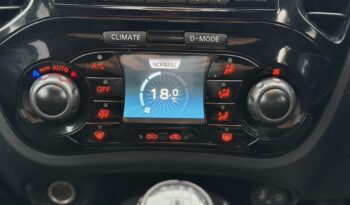 CLIMATE D-MODE
NORMAL
AUTO A/C
OFF
18.0